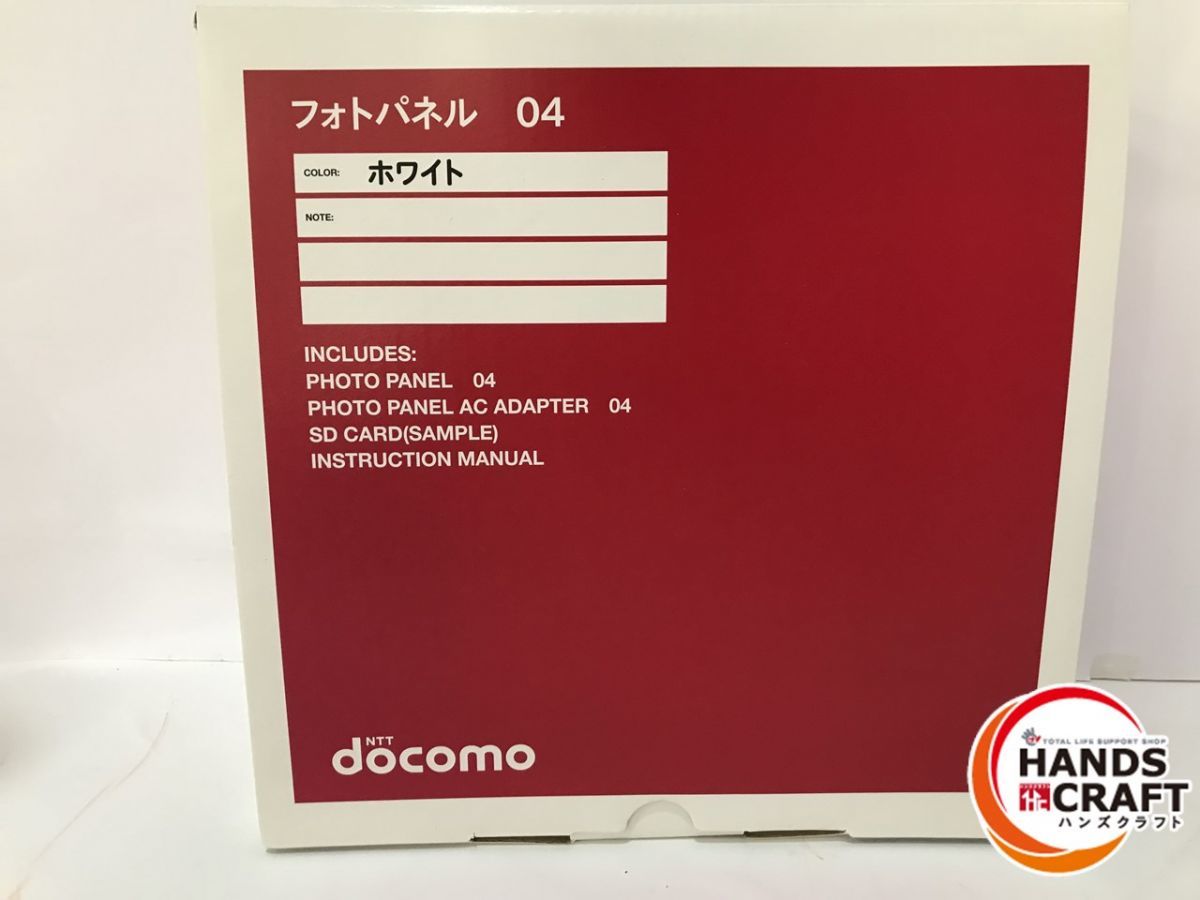 フォトパネル 04
COLOR: ホワイト
NOTE:
INCLUDES:
PHOTO PANEL 04
PHOTO PANEL AC ADAPTER 04
SD CARD(SAMPLE)
INSTRUCTION MANUAL
NTT
docomo
TOTAL LIFE SUPPORT SHOP
HANDS
CRAFT
ハンズクラフト